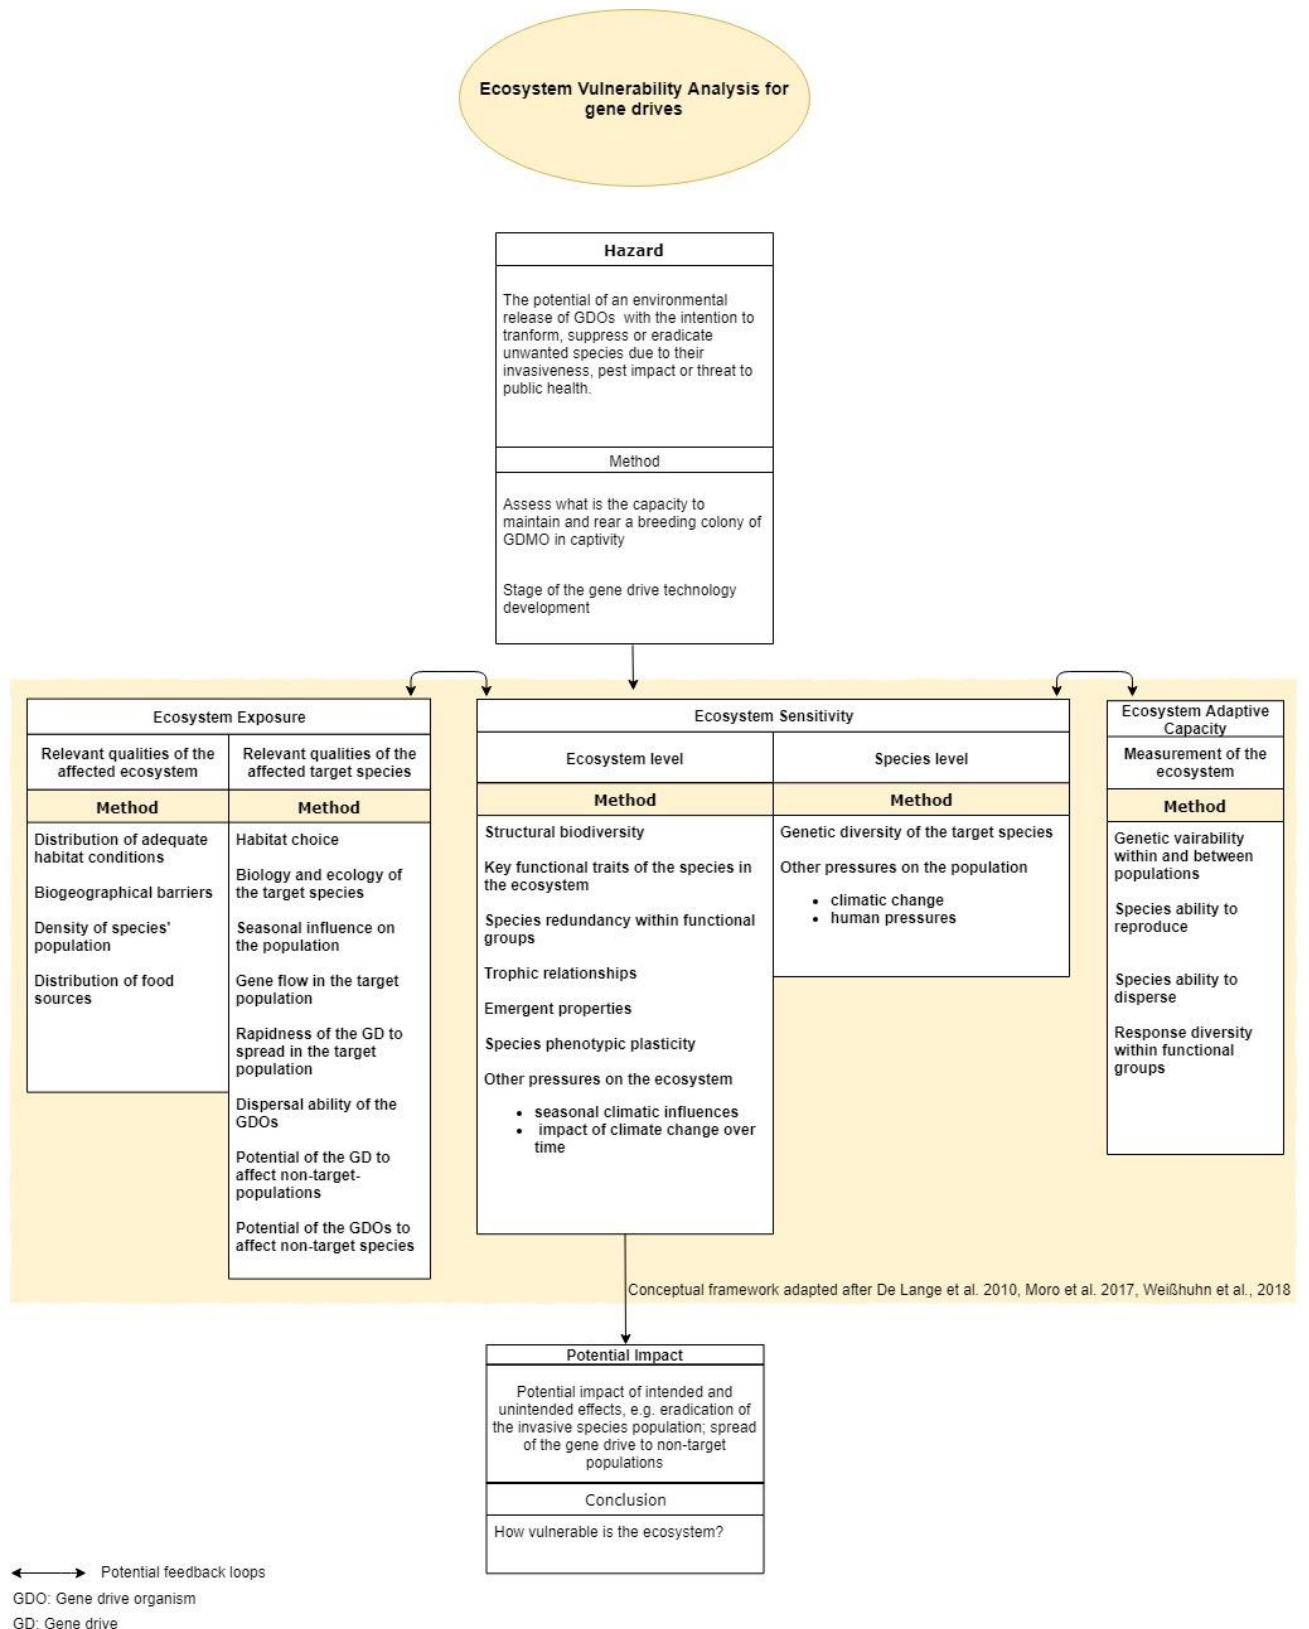 Ecosystem Vulnerability Analysis for
gene drives
Hazard
The potential of an environmental
release of GDOs with the intention to
tranform, suppress or eradicate
unwanted species due to their
invasiveness, pest impact or threat to
public health.
Method
Assess what is the capacity to
maintain and rear a breeding colony of
GDMO in captivity
Stage of the gene drive technology
development
Ecosystem Exposure
Relevant qualities of the
affected ecosystem
Method
Distribution of adequate
habitat conditions
Biogeographical barriers
Density of species'
population
Distribution of food
sources
Relevant qualities of the
affected target species
Method
Habitat choice
Biology and ecology of
the target species
Seasonal influence on
the population
Gene flow in the target
population
Rapidness of the GD to
spread in the target
population
Dispersal ability of the
GDOs
Potential of the GD to
affect non-target-
populations
Potential of the GDOs to
affect non-target species
Ecosystem Sensitivity
Ecosystem level
Method
Structural biodiversity
Key functional traits of the species in
the ecosystem
Species redundancy within functional
groups
Trophic relationships
Emergent properties
Species phenotypic plasticity
Other pressures on the ecosystem
• seasonal climatic influences
• impact of climate change over
time
Species level
Method
Genetic diversity of the target species
Other pressures on the population
• climatic change
• human pressures
Ecosystem Adaptive
Capacity
Measurement of the
ecosystem
Method
Genetic vairability
within and between
populations
Species ability to
reproduce
Species ability to
disperse
Response diversity
within functional
groups
Conceptual framework adapted after De Lange et al. 2010, Moro et al. 2017, Weißhuhn et al., 2018
Potential Impact
Potential impact of intended and
unintended effects, e.g. eradication of
the invasive species population; spread
of the gene drive to non-target
populations
Conclusion
How vulnerable is the ecosystem?
Potential feedback loops
GDO: Gene drive organism
GD: Gene drive